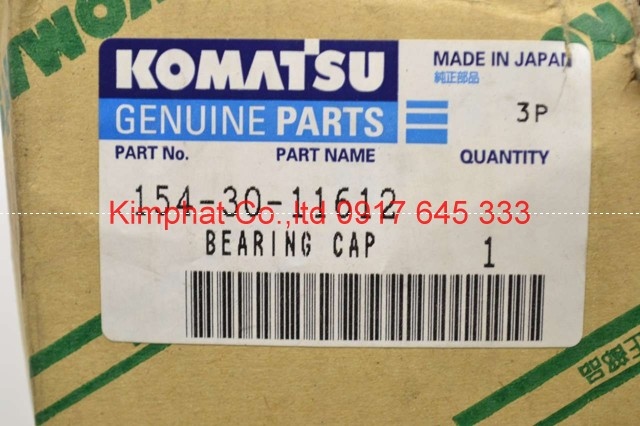 KOMATSU
MADE IN JAPAN
純正部品
GENUINE PARTS
3P
PART No. PART NAME QUANTITY
154-30-11612
Kimphat Co.,ltd 0917 645 333
BEARING CAP 1